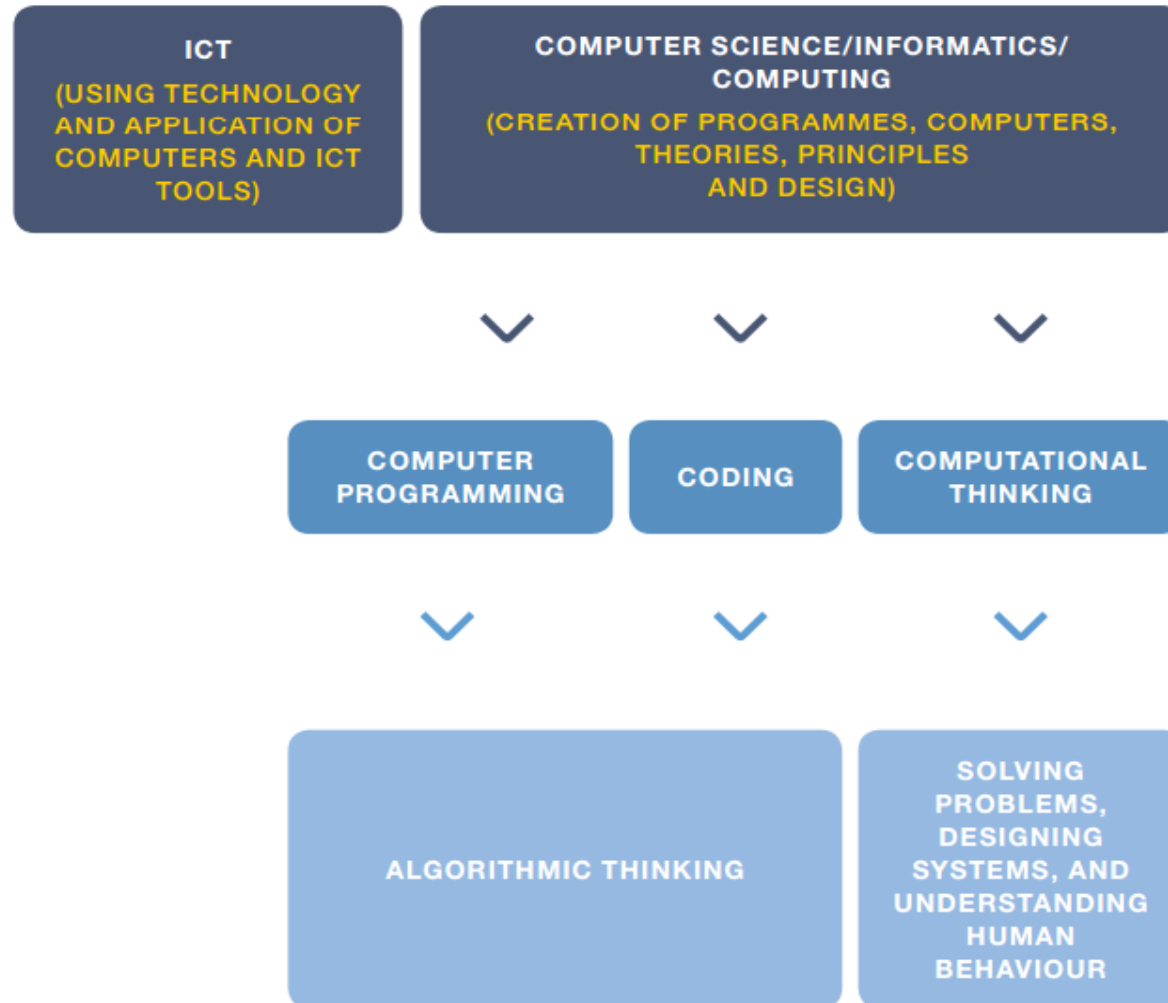 ICT
(USING TECHNOLOGY
AND APPLICATION OF
COMPUTERS AND ICT
TOOLS)
COMPUTER SCIENCE/INFORMATICS/
COMPUTING
(CREATION OF PROGRAMMES, COMPUTERS,
THEORIES, PRINCIPLES
AND DESIGN)
COMPUTER
PROGRAMMING
CODING
COMPUTATIONAL
THINKING
ALGORITHMIC THINKING
SOLVING
PROBLEMS,
DESIGNING
SYSTEMS, AND
UNDERSTANDING
HUMAN
BEHAVIOUR